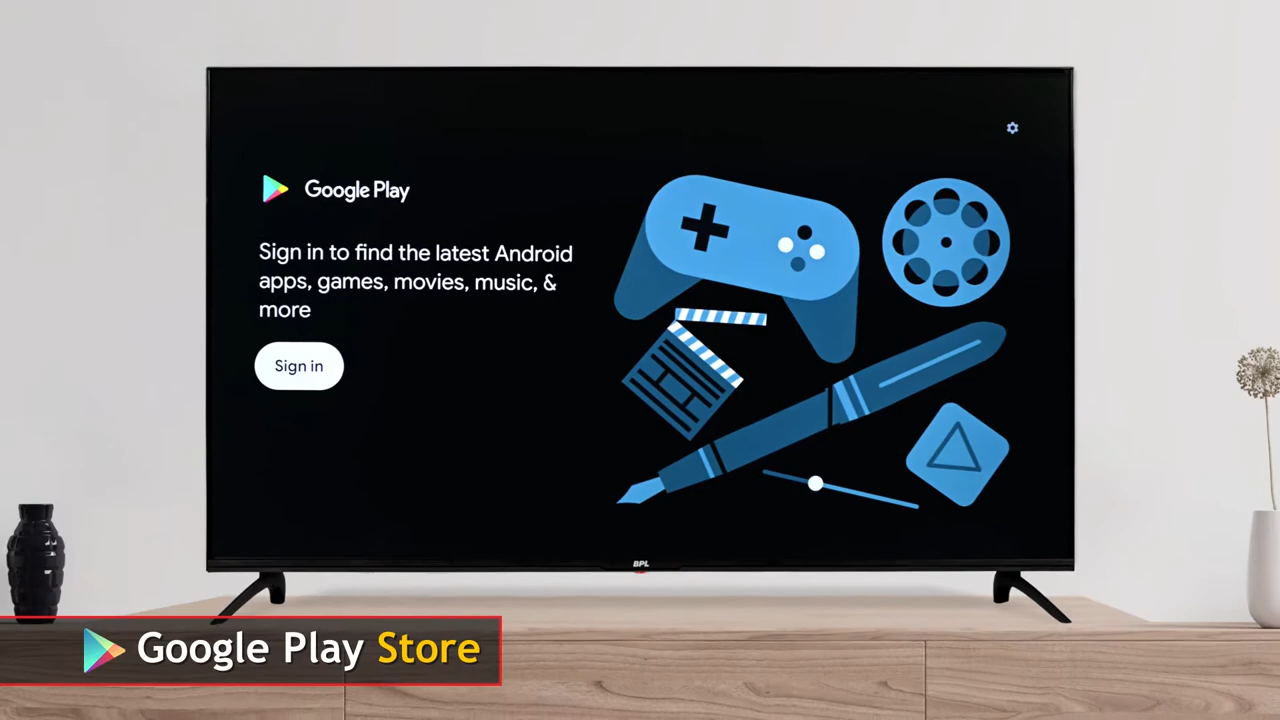 Google Play
Sign in to find the latest Android
apps, games, movies, music, &
more
Sign in
BPL
Google Play Store